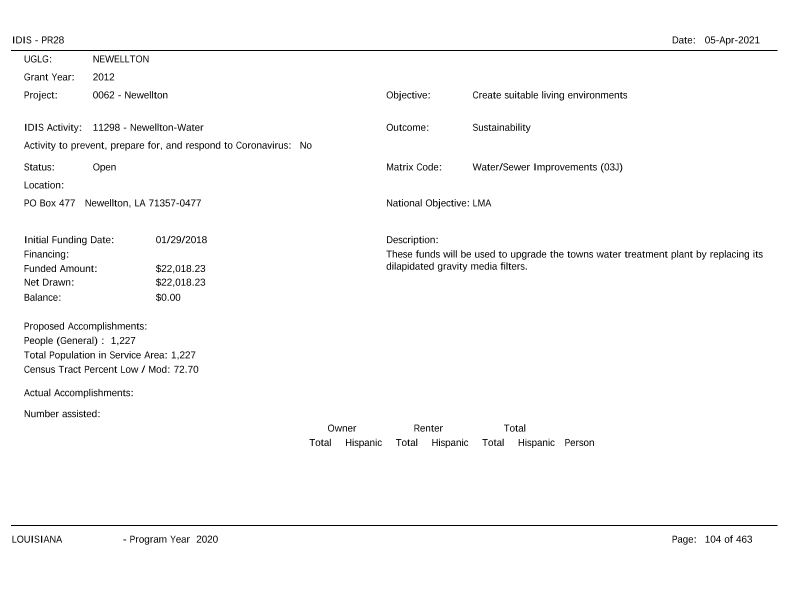 IDIS - PR28 Date: 05-Apr-2021
UGLG: NEWELLTON
Grant Year: 2012
Project: 0062 - Newellton Objective: Create suitable living environments
IDIS Activity: 11298 - Newellton-Water Outcome: Sustainability
Activity to prevent, prepare for, and respond to Coronavirus: No
Status: Open Matrix Code: Water/Sewer Improvements (03J)
Location:
PO Box 477 Newellton, LA 71357-0477 National Objective: LMA
Initial Funding Date: 01/29/2018 Description:
Financing: These funds will be used to upgrade the towns water treatment plant by replacing its
Funded Amount: $22,018.23 dilapidated gravity media filters.
Net Drawn: $22,018.23
Balance: $0.00
Proposed Accomplishments:
People (General) : 1,227
Total Population in Service Area: 1,227
Census Tract Percent Low / Mod: 72.70
Actual Accomplishments:
Number assisted:
Owner Renter Total
Total Hispanic Total Hispanic Total Hispanic Person
LOUISIANA - Program Year 2020 Page: 104 of 463